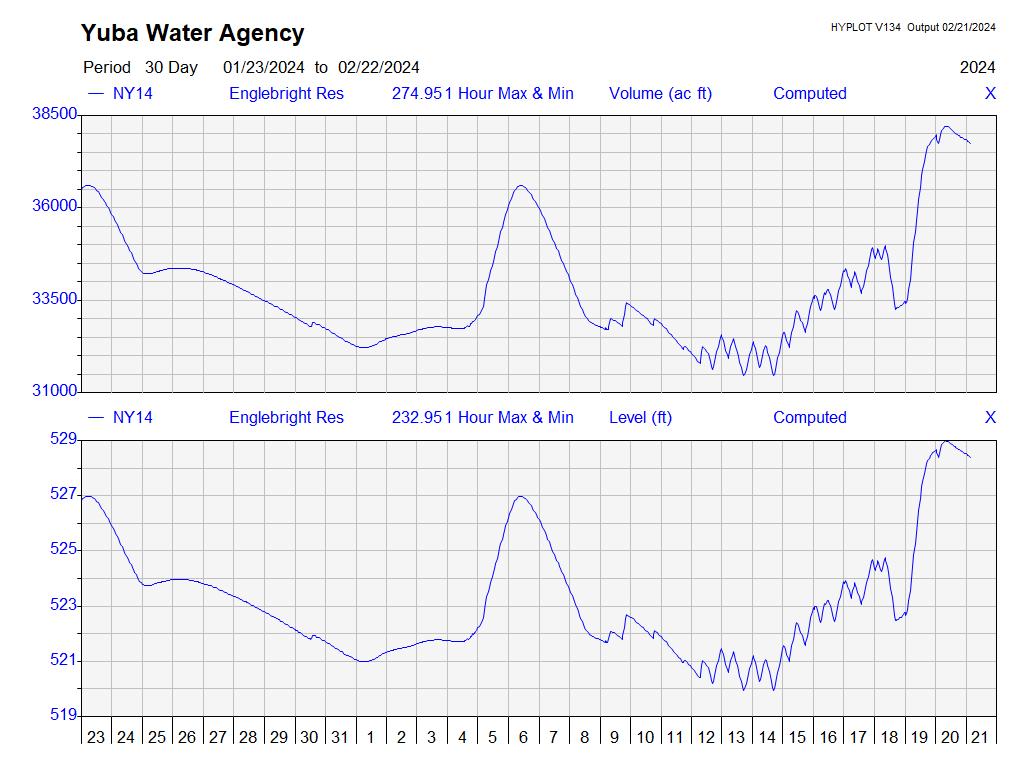 Yuba Water Agency
HYPLOT V134 Output 02/21/2024
Period 30 Day 01/23/2024 to 02/22/2024
2024
NY14 Englebright Res 274.951 Hour Max & Min Volume (ac ft) Computed X
38500
36000
33500
31000
NY14 Englebright Res 232.951 Hour Max & Min Level (ft) Computed X
529
527
525
523
521
519
23 24 25 26 27 28 29 30 31 1 2 3 4 5 6 7 8 9 10 11 12 13 14 15 16 17 18 19 20 21